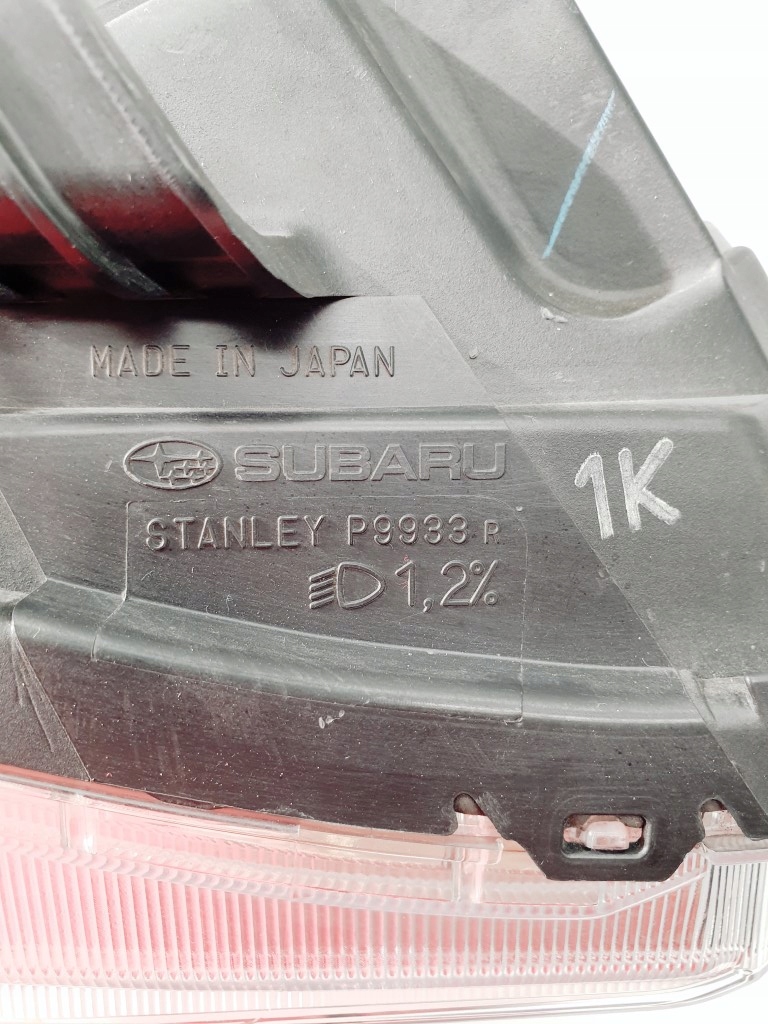 MADE IN JAPAN
SUBARU
1K
STANLEY P9933 R
1,2%